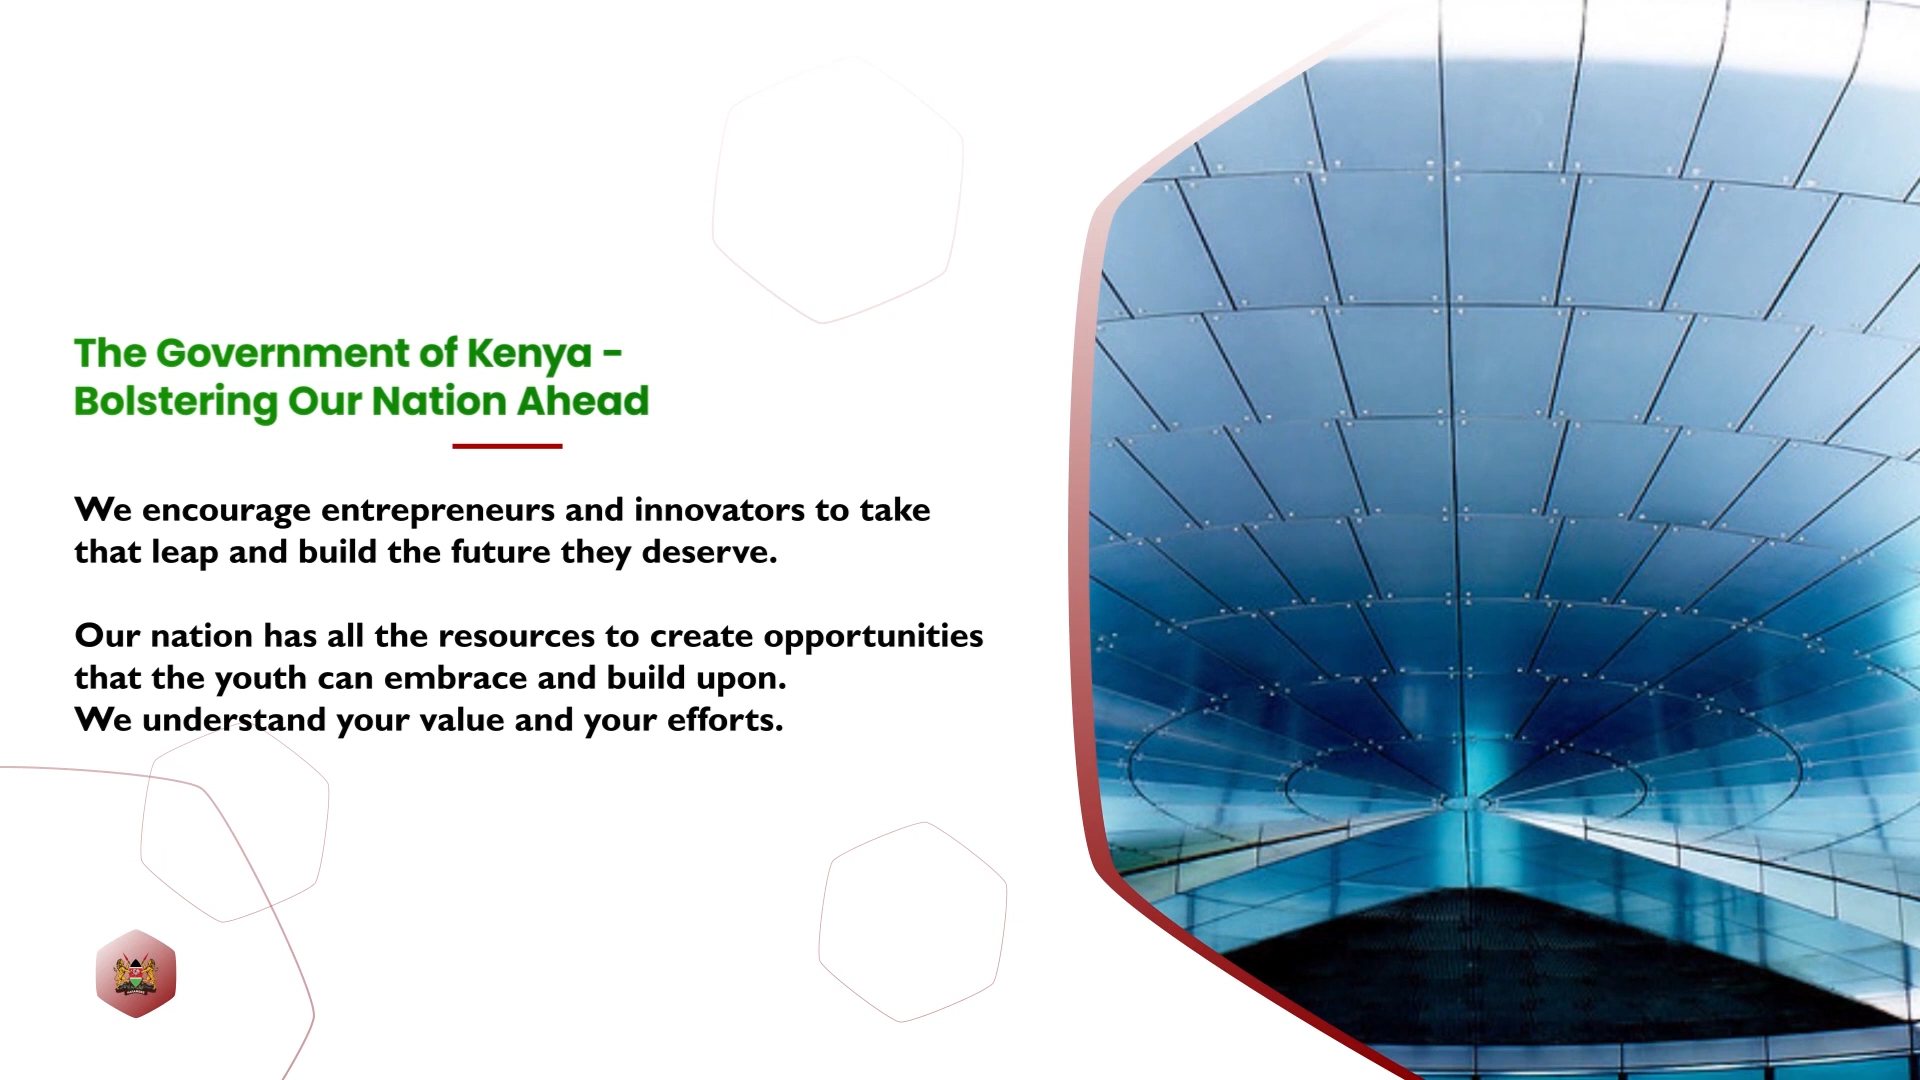 The Government of Kenya -
Bolstering Our Nation Ahead
We encourage entrepreneurs and innovators to take
that leap and build the future they deserve.
Our nation has all the resources to create opportunities
that the youth can embrace and build upon.
We understand your value and your efforts.